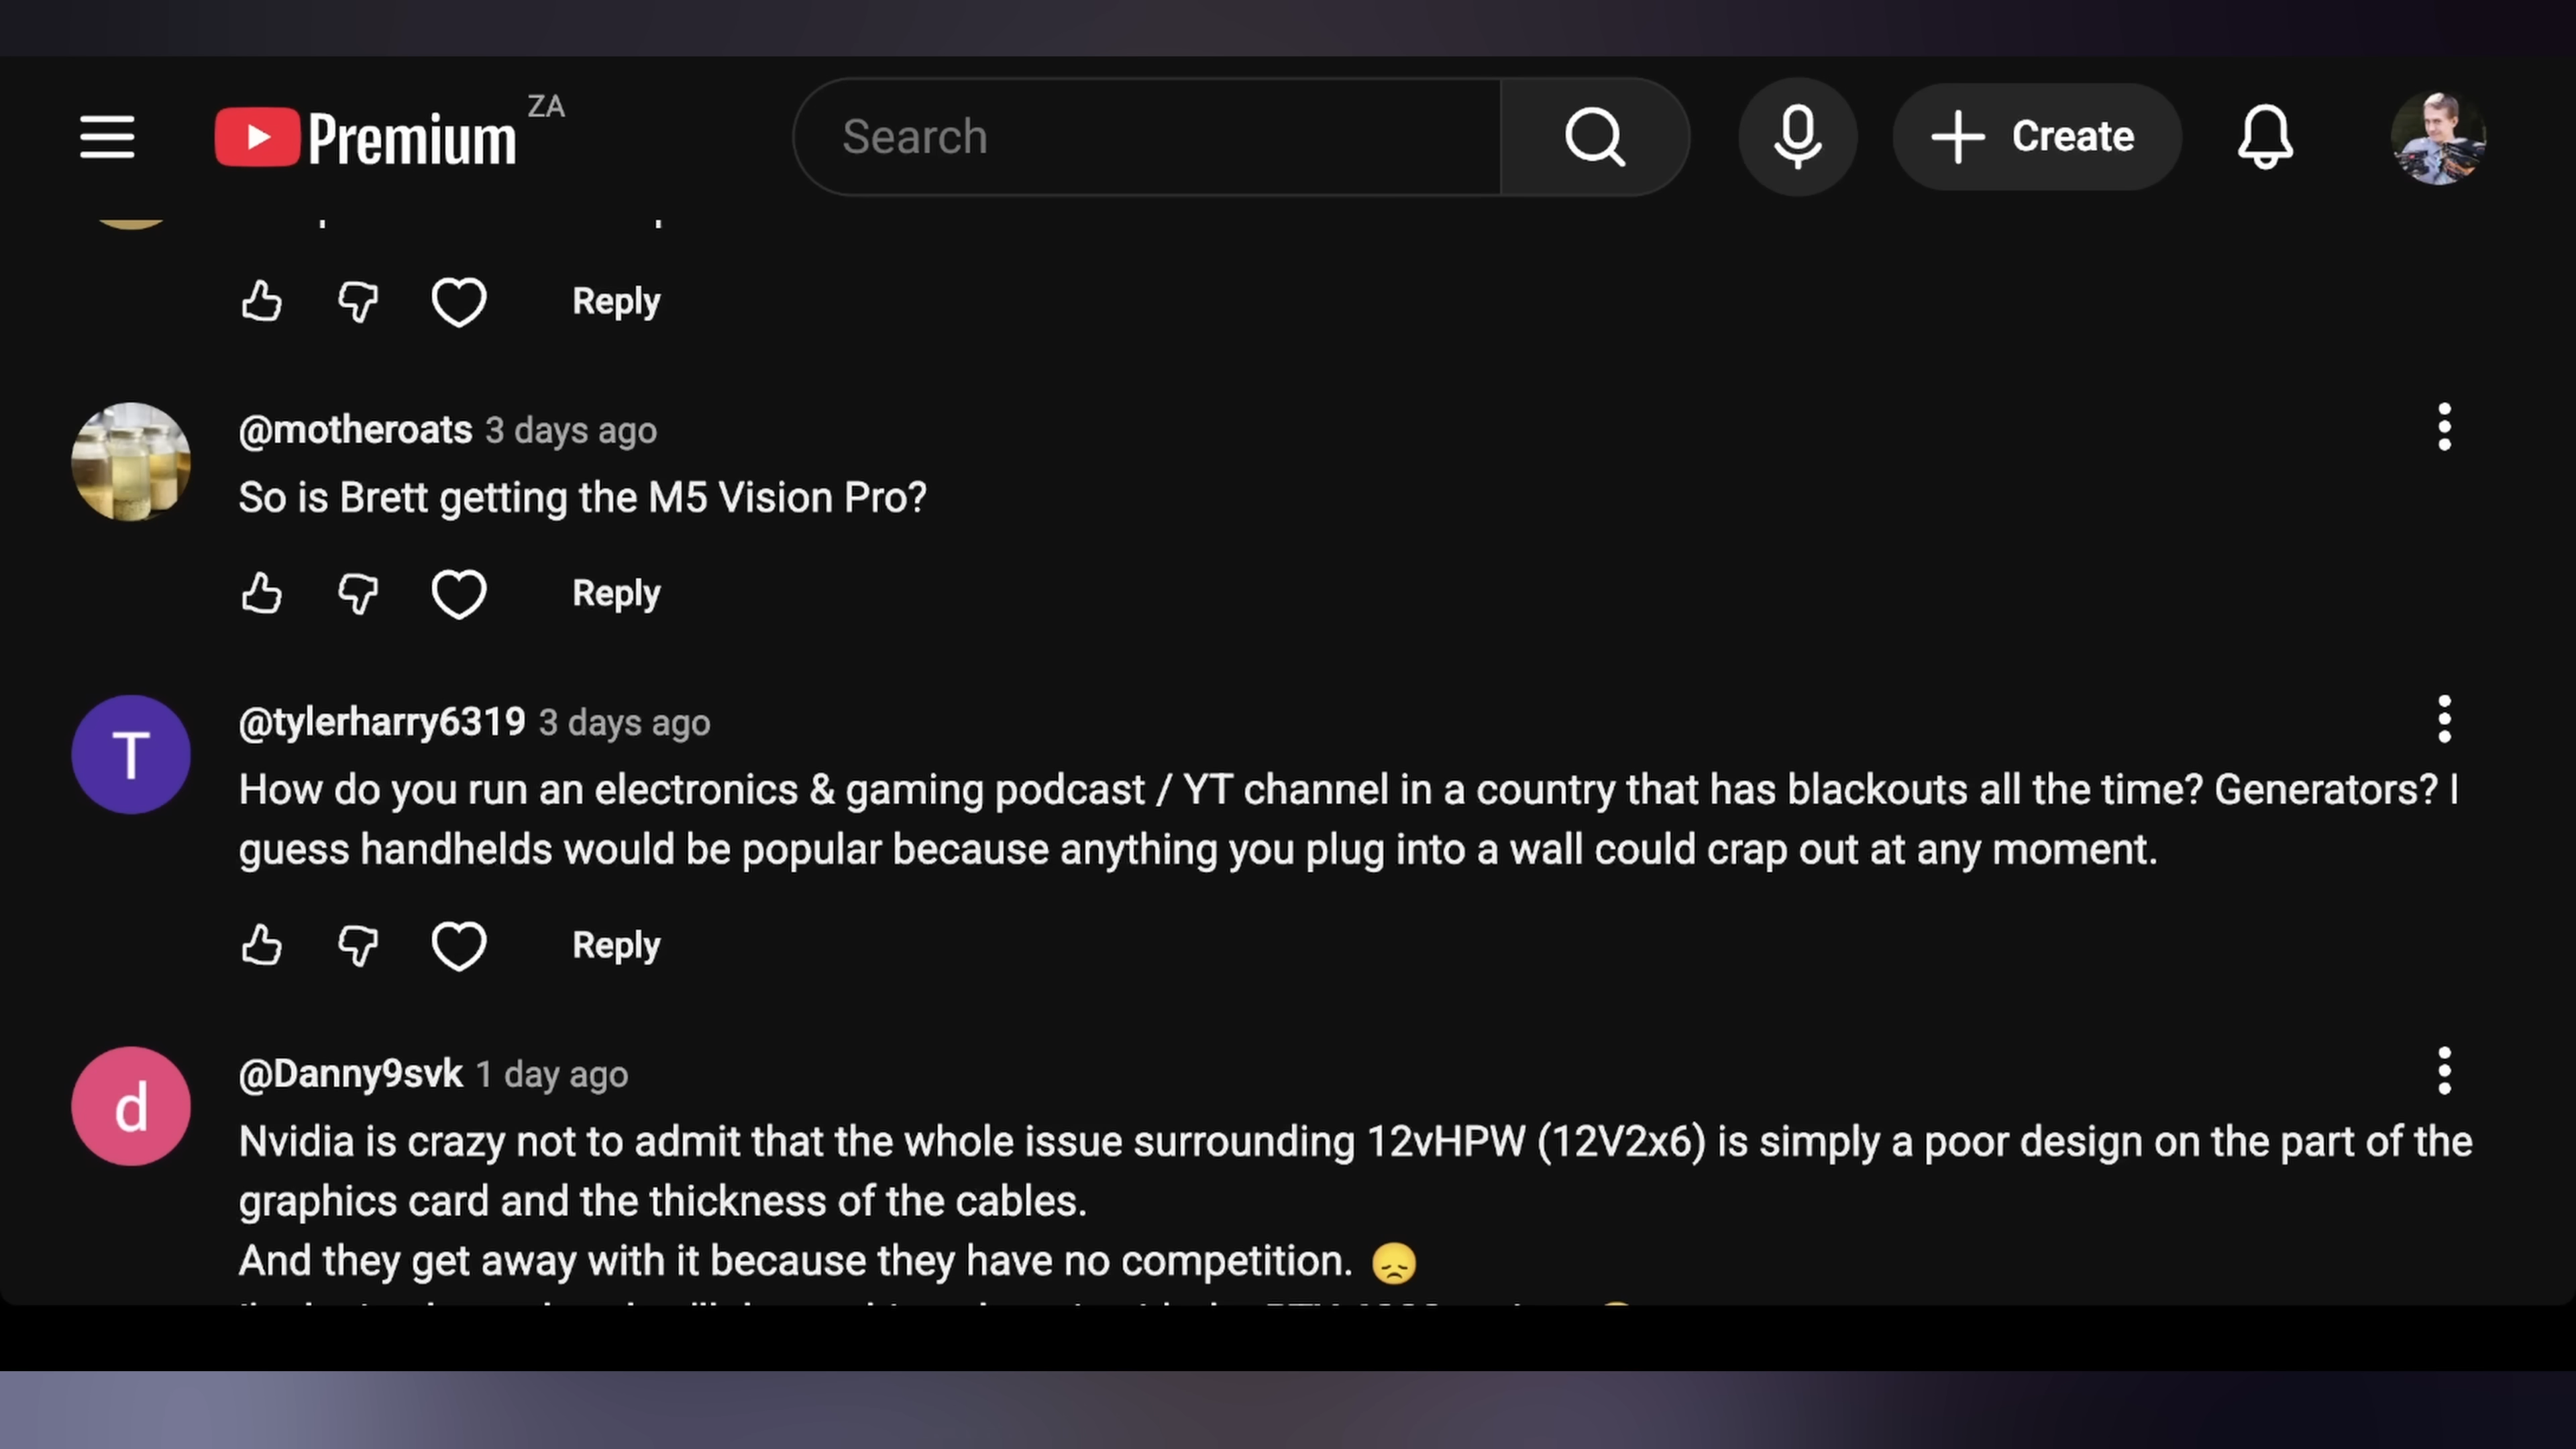 Premium ZA
Search
Create
Reply
@motheroats 3 days ago
So is Brett getting the M5 Vision Pro?
Reply
T
@tylerharry6319 3 days ago
How do you run an electronics & gaming podcast / YT channel in a country that has blackouts all the time? Generators? I
guess handhelds would be popular because anything you plug into a wall could crap out at any moment.
Reply
d
@Danny9svk 1 day ago
Nvidia is crazy not to admit that the whole issue surrounding 12vHPW (12V2x6) is simply a poor design on the part of the
graphics card and the thickness of the cables.
And they get away with it because they have no competition. 😞